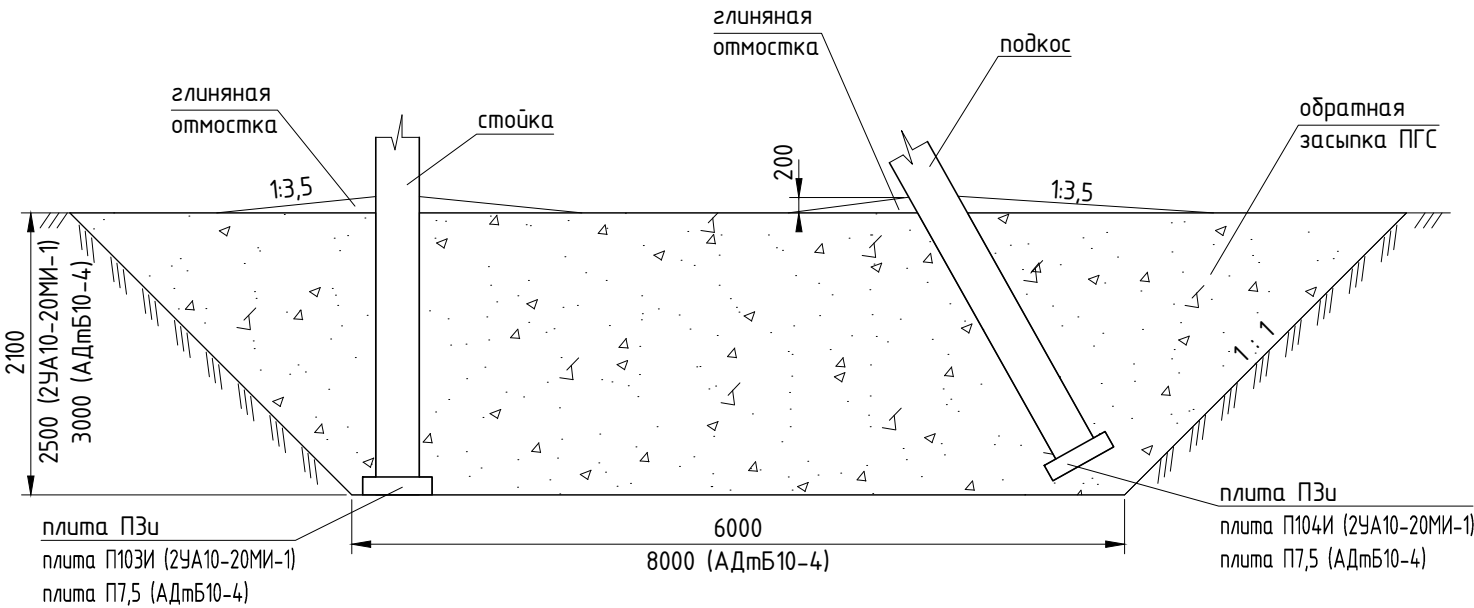 глиняная
отмостка
подкос
глиняная
отмостка
стойка
обратная
засыпка ПГС
200
1:3,5
1:3,5
2100
2500 (2УА10-20МИ-1)
3000 (АДтБ10-4)
1 : 1
плита П3и
плита П103И (2УА10-20МИ-1)
плита П7,5 (АДтБ10-4)
6000
8000 (АДтБ10-4)
плита П3и
плита П104И (2УА10-20МИ-1)
плита П7,5 (АДтБ10-4)